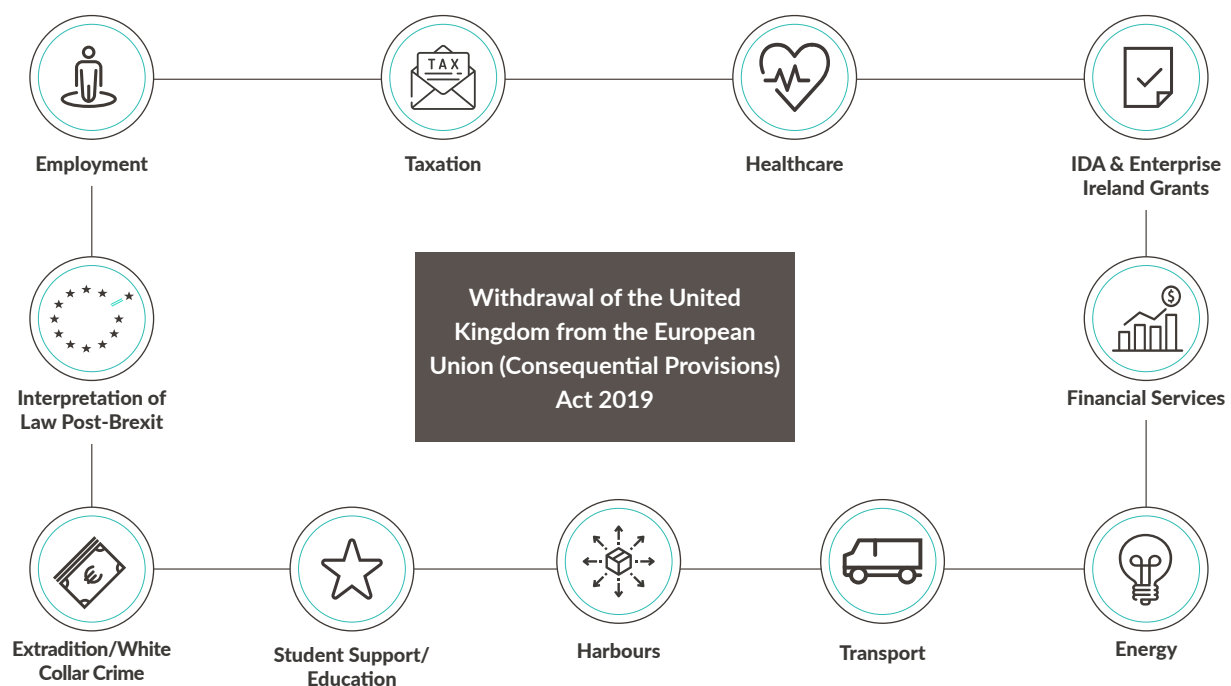 TAX
Employment
Taxation
Healthcare
IDA & Enterprise
Ireland Grants
$
Withdrawal of the United
Kingdom from the European
Union (Consequential Provisions)
Act 2019
Interpretation of
Law Post-Brexit
Financial Services
€
Extradition/White
Collar Crime
Student Support/
Education
Harbours
Transport
Energy